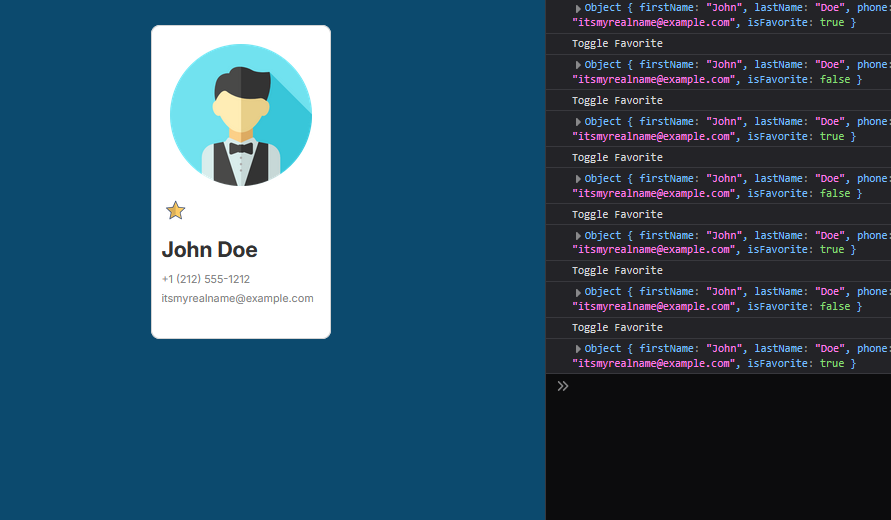 John Doe
+1 (212) 555-1212
itsmyrealname@example.com
Object { firstName: "John", lastName: "Doe", phone:
"itsmyrealname@example.com", isFavorite: true }
Toggle Favorite
Object { firstName: "John", lastName: "Doe", phone:
"itsmyrealname@example.com", isFavorite: false }
Toggle Favorite
Object { firstName: "John", lastName: "Doe", phone:
"itsmyrealname@example.com", isFavorite: true }
Toggle Favorite
Object { firstName: "John", lastName: "Doe", phone:
"itsmyrealname@example.com", isFavorite: false }
Toggle Favorite
Object { firstName: "John", lastName: "Doe", phone:
"itsmyrealname@example.com", isFavorite: true }
Toggle Favorite
Object { firstName: "John", lastName: "Doe", phone:
"itsmyrealname@example.com", isFavorite: false }
Toggle Favorite
Object { firstName: "John", lastName: "Doe", phone:
"itsmyrealname@example.com", isFavorite: true }